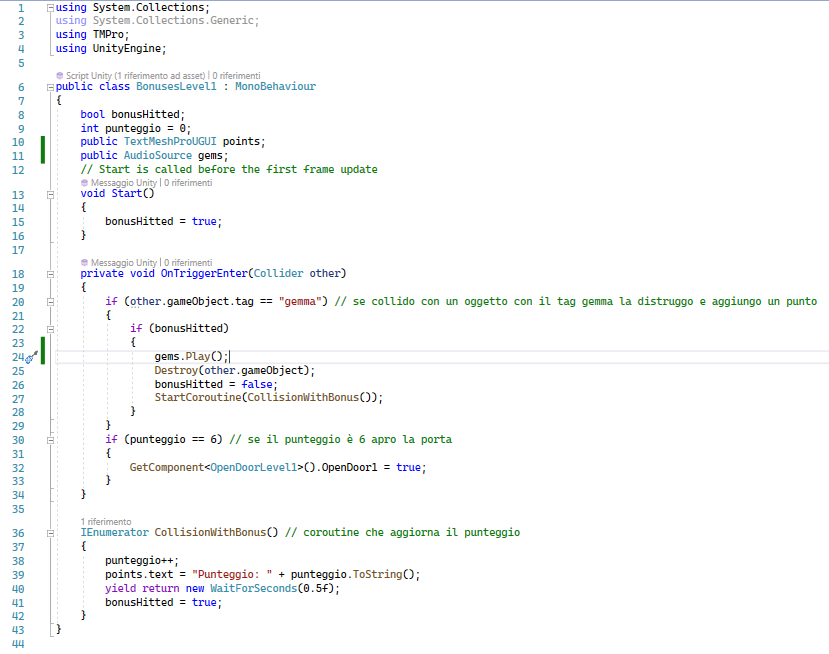 1 using System.Collections;
2 using System.Collections.Generic;
3 using TMPro;
4 using UnityEngine;
5
Script Unity (1 riferimento ad asset) | 0 riferimenti
6 public class BonusesLevel1 : MonoBehaviour
7 {
8 bool bonusHitted;
9 int punteggio = 0;
10 public TextMeshProUGUI points;
11 public AudioSource gems;
12 // Start is called before the first frame update
Messaggio Unity | 0 riferimenti
13 void Start()
14 {
15 bonusHitted = true;
16 }
17
Messaggio Unity | 0 riferimenti
18 private void OnTriggerEnter(Collider other)
19 {
20 if (other.gameObject.tag == "gemma") // se collido con un oggetto con il tag gemma la distruggo e aggiungo un punto
21 {
22 if (bonusHitted)
23 {
24 gems.Play();
25 Destroy(other.gameObject);
26 bonusHitted = false;
27 StartCoroutine(CollisionWithBonus());
28 }
29 }
30 if (punteggio == 6) // se il punteggio è 6 apro la porta
31 {
32 GetComponent<OpenDoorLevel1>().OpenDoor1 = true;
33 }
34 }
35
1 riferimento
36 IEnumerator CollisionWithBonus() // coroutine che aggiorna il punteggio
37 {
38 punteggio++;
39 points.text = "Punteggio: " + punteggio.ToString();
40 yield return new WaitForSeconds(0.5f);
41 bonusHitted = true;
42 }
43 }
44